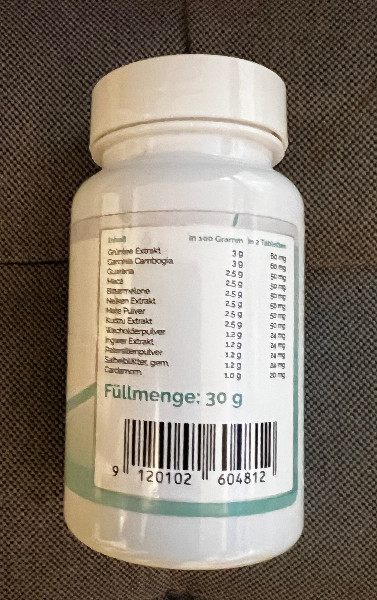 Inhalt in 100 Gramm in 2 Tabletten
Grüntee Extrakt 3 g 60 mg
Garcinia Cambogia 3 g 60 mg
Guarana 2.5 g 50 mg
Maca 2.5 g 50 mg
Bittermelone 2.5 g 50 mg
Nelken Extrakt 2.5 g 50 mg
Mate Pulver 2.5 g 50 mg
Kudzu Extrakt 2.5 g 50 mg
Wacholderpulver 1.2 g 24 mg
Ingwer Extrakt 1.2 g 24 mg
Petersilienpulver 1.2 g 24 mg
Salbeiblätter, gem. 1.2 g 24 mg
Cardamom 1.0 g 20 mg
Füllmenge: 30 g
9 120102 604812